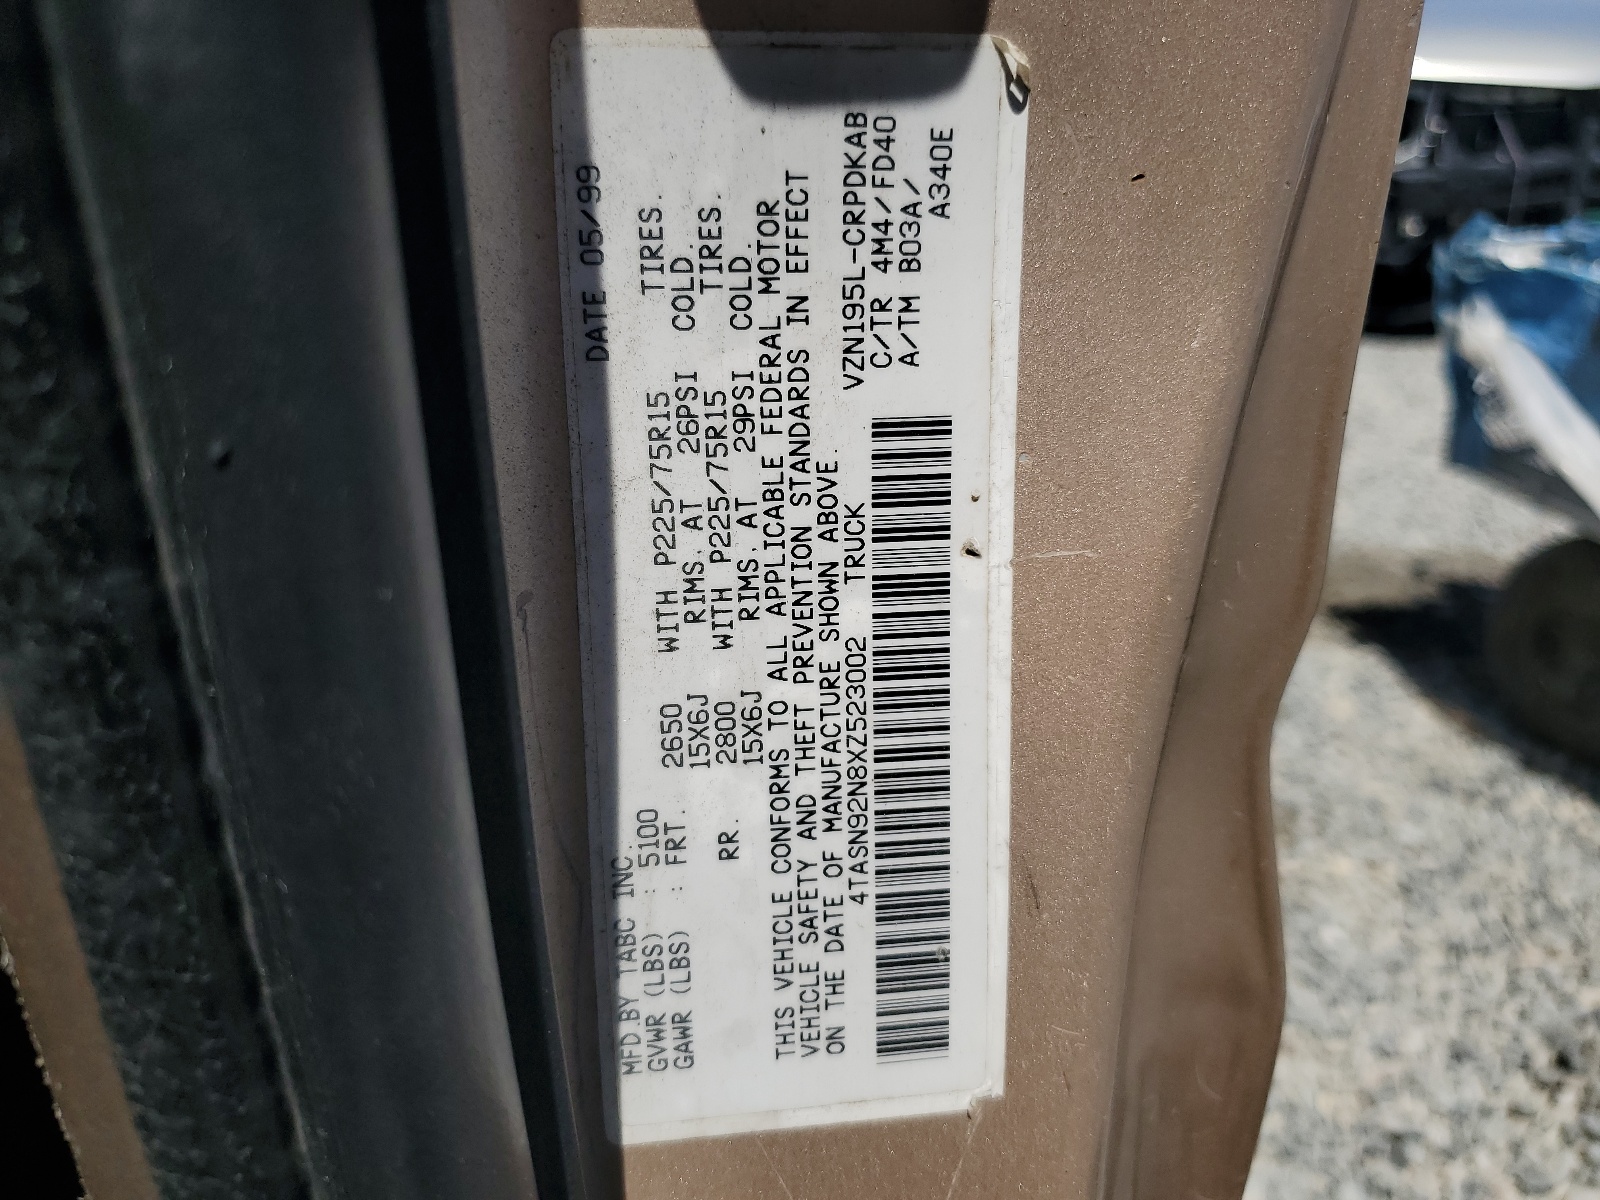 MFD.BY TABC INC. DATE 05/99
GVWR (LBS) : 5100
GAWR (LBS) : FRT. 2650 WITH P225/75R15 TIRES.
15X6J RIMS, AT 26PSI COLD.
RR. 2800 WITH P225/75R15 TIRES.
15X6J RIMS, AT 29PSI COLD.
THIS VEHICLE CONFORMS TO ALL APPLICABLE FEDERAL MOTOR
VEHICLE SAFETY AND THEFT PREVENTION STANDARDS IN EFFECT
ON THE DATE OF MANUFACTURE SHOWN ABOVE.
4TASN92N8XZ523002 TRUCK VZN195L-CRPDKAB
C/TR 4M4/FD40
A/TM B03A/
A340E